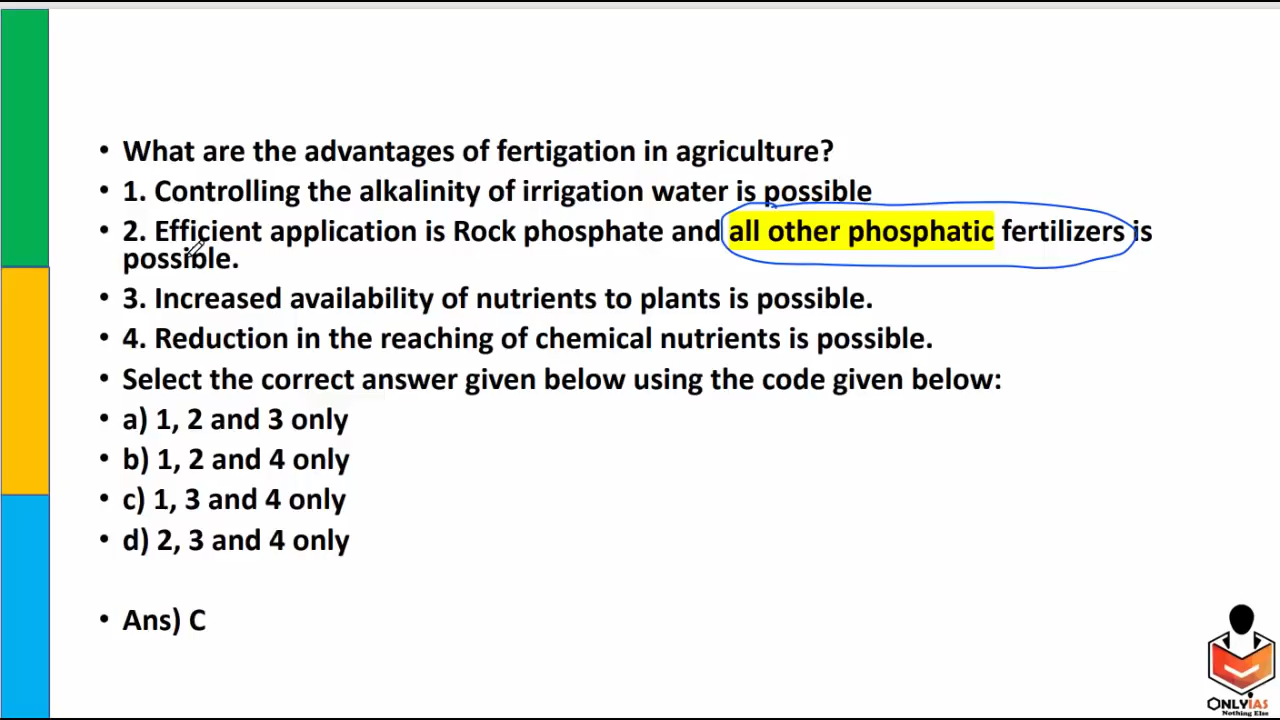 • What are the advantages of fertigation in agriculture?
• 1. Controlling the alkalinity of irrigation water is possible
• 2. Efficient application is Rock phosphate and all other phosphatic fertilizers is
possible.
• 3. Increased availability of nutrients to plants is possible.
• 4. Reduction in the reaching of chemical nutrients is possible.
• Select the correct answer given below using the code given below:
• a) 1, 2 and 3 only
• b) 1, 2 and 4 only
• c) 1, 3 and 4 only
• d) 2, 3 and 4 only
• Ans) C
ONLYIAS
Nothing Else